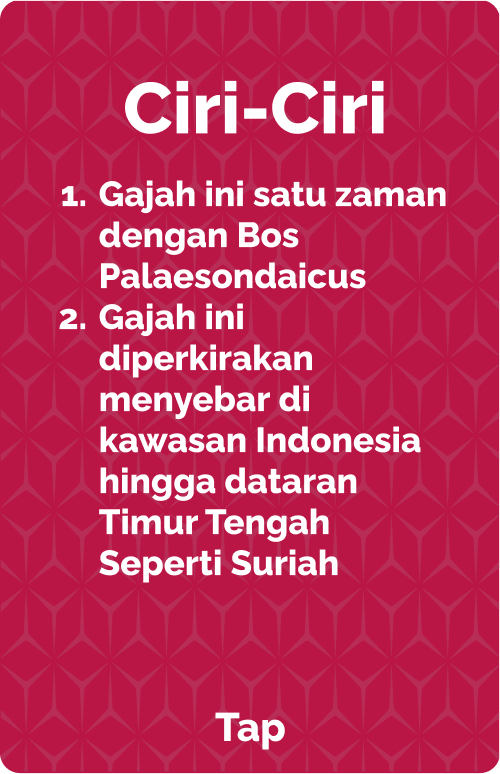 Ciri-Ciri
1. Gajah ini satu zaman
dengan Bos
Palaesondaicus
2. Gajah ini
diperkirakan
menyebar di
kawasan Indonesia
hingga dataran
Timur Tengah
Seperti Suriah
Tap